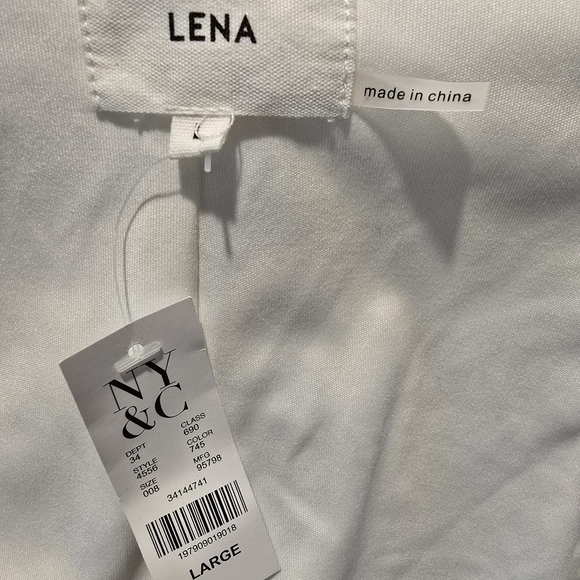 LENA
made in china
NY
&C
DEPT CLASS
34 690
STYLE COLOR
4556 745
SIZE MFG
008 95798
34144741
197909019018
LARGE